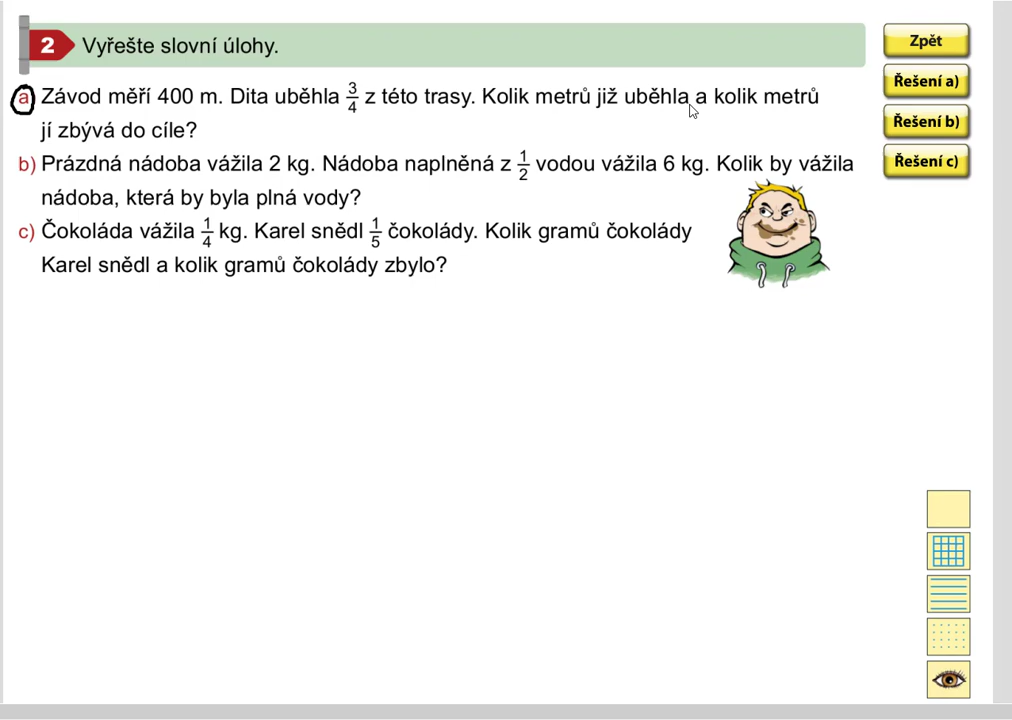 2 Vyřešte slovní úlohy.
a) Závod měří 400 m. Dita uběhla 3/4 z této trasy. Kolik metrů již uběhla a kolik metrů
jí zbývá do cíle?
b) Prázdná nádoba vážila 2 kg. Nádoba naplněná z 1/2 vodou vážila 6 kg. Kolik by vážila
nádoba, která by byla plná vody?
c) Čokoláda vážila 1/4 kg. Karel snědl 1/5 čokolády. Kolik gramů čokolády
Karel snědl a kolik gramů čokolády zbylo?
Zpět
Řešení a)
Řešení b)
Řešení c)